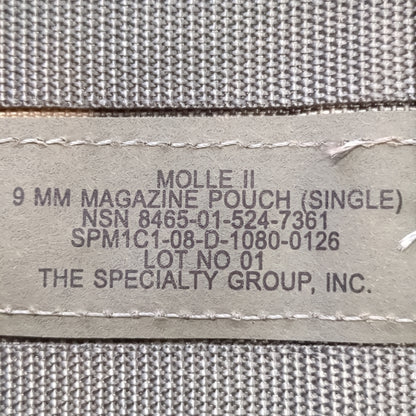 MOLLE II
9 MM MAGAZINE POUCH (SINGLE)
NSN 8465-01-524-7361
SPM1C1-08-D-1080-0126
LOT NO 01
THE SPECIALTY GROUP, INC.